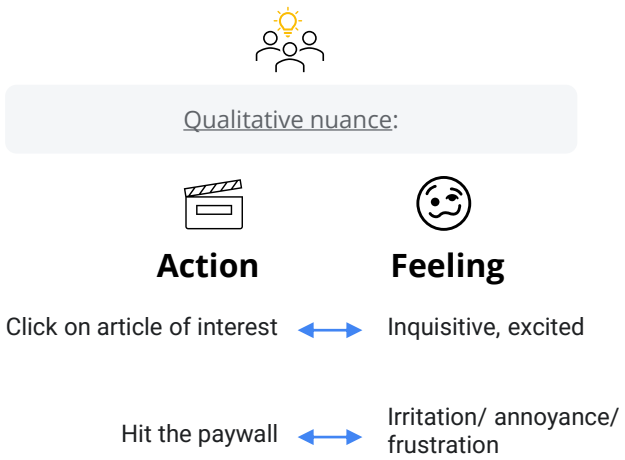 Qualitative nuance:
Action
Feeling
Click on article of interest
Inquisitive, excited
Hit the paywall
Irritation/ annoyance/
frustration